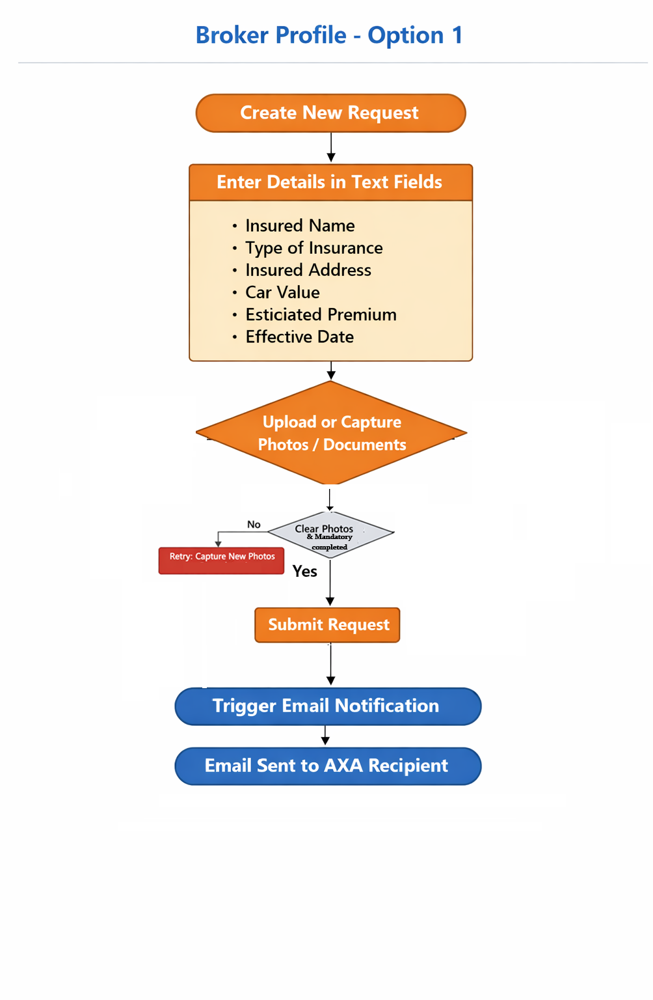 Broker Profile - Option 1
Create New Request
Enter Details in Text Fields
• Insured Name
• Type of Insurance
• Insured Address
• Car Value
• Esticiated Premium
• Effective Date
Upload or Capture
Photos / Documents
No
Clear Photos
& Mandatory
completed
Retry: Capture New Photos
Yes
Submit Request
Trigger Email Notification
Email Sent to AXA Recipient